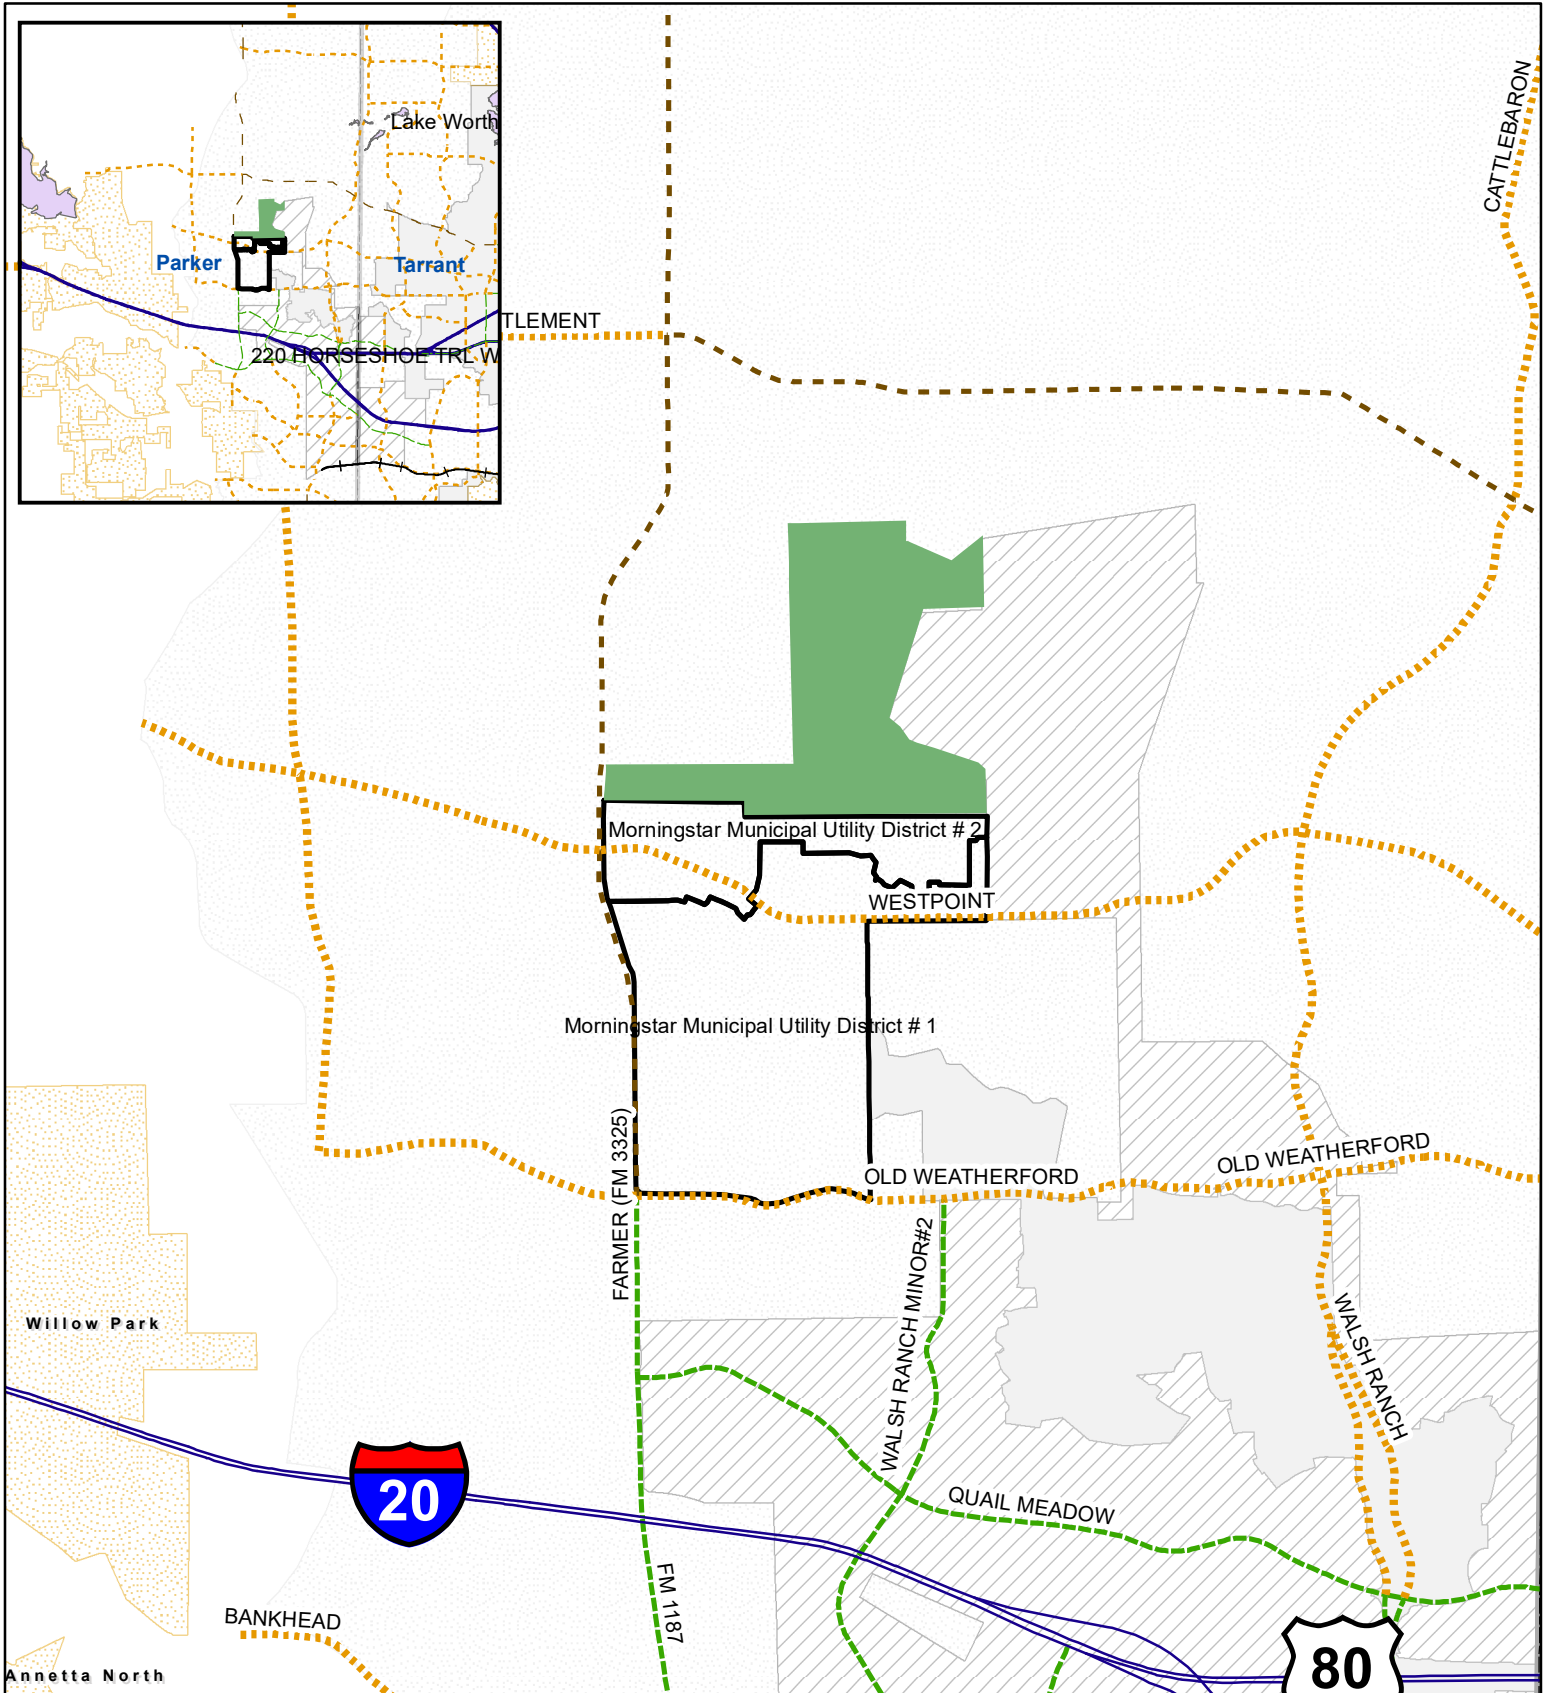 CATTLEBARON
Lake Worth
Parker
Tarrant
220 HORSESHOE TRL W
TLEMENT
Morningstar Municipal Utility District # 2
WESTPOINT
Morningstar Municipal Utility District # 1
FARMER (FM 3325)
OLD WEATHERFORD
OLD WEATHERFORD
WALSH RANCH MINOR#2
WALSH RANCH
Willow Park
20
QUAIL MEADOW
FM 1187
BANKHEAD
80
Annetta North